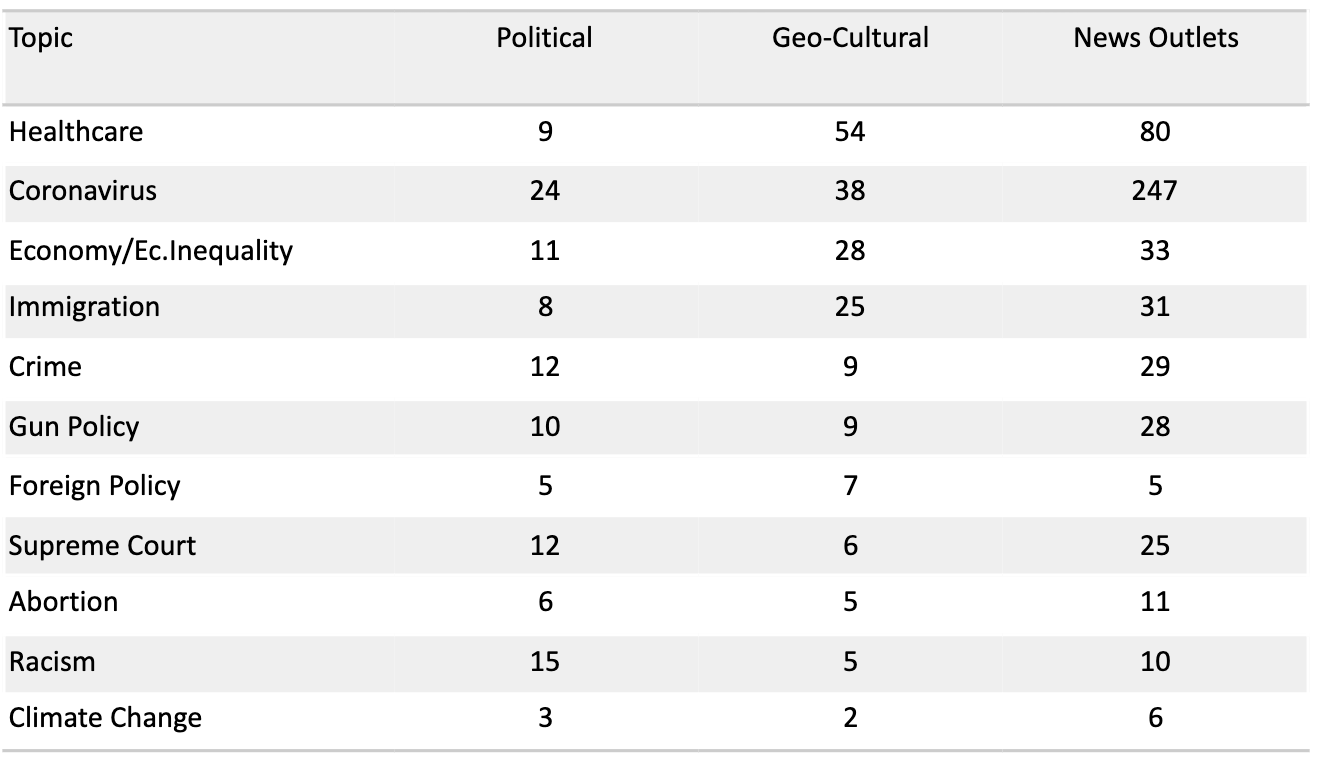 Topic Political Geo-Cultural News Outlets
Healthcare 9 54 80
Coronavirus 24 38 247
Economy/Ec.Inequality 11 28 33
Immigration 8 25 31
Crime 12 9 29
Gun Policy 10 9 28
Foreign Policy 5 7 5
Supreme Court 12 6 25
Abortion 6 5 11
Racism 15 5 10
Climate Change 3 2 6